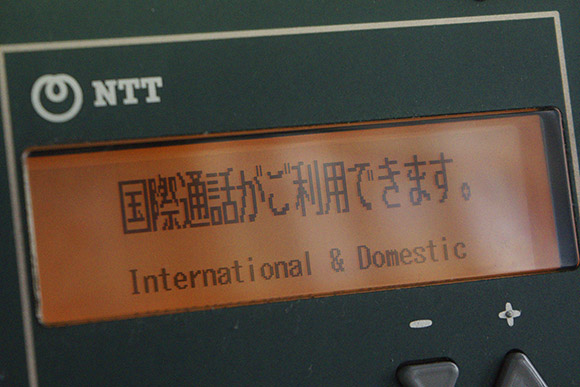 NTT
国際通話がご利用できます。
International & Domestic
- +